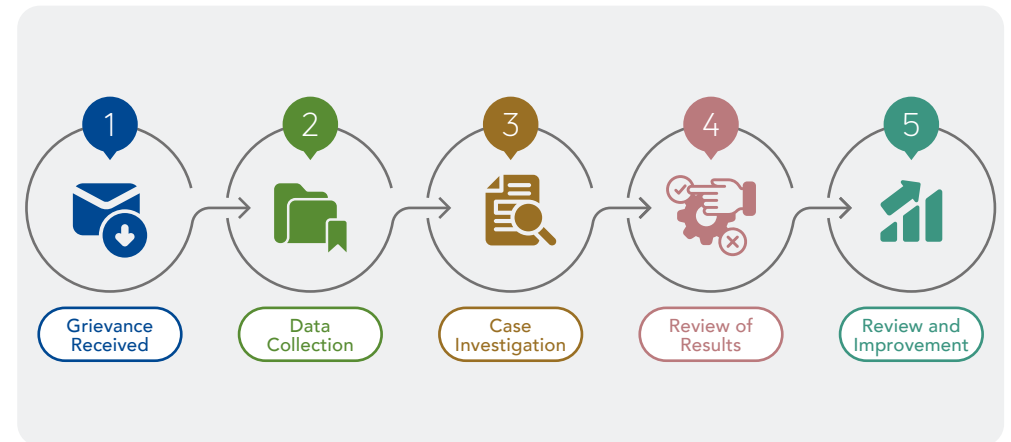 1
2
3
4
5
Grievance
Received
Data
Collection
Case
Investigation
Review of
Results
Review and
Improvement